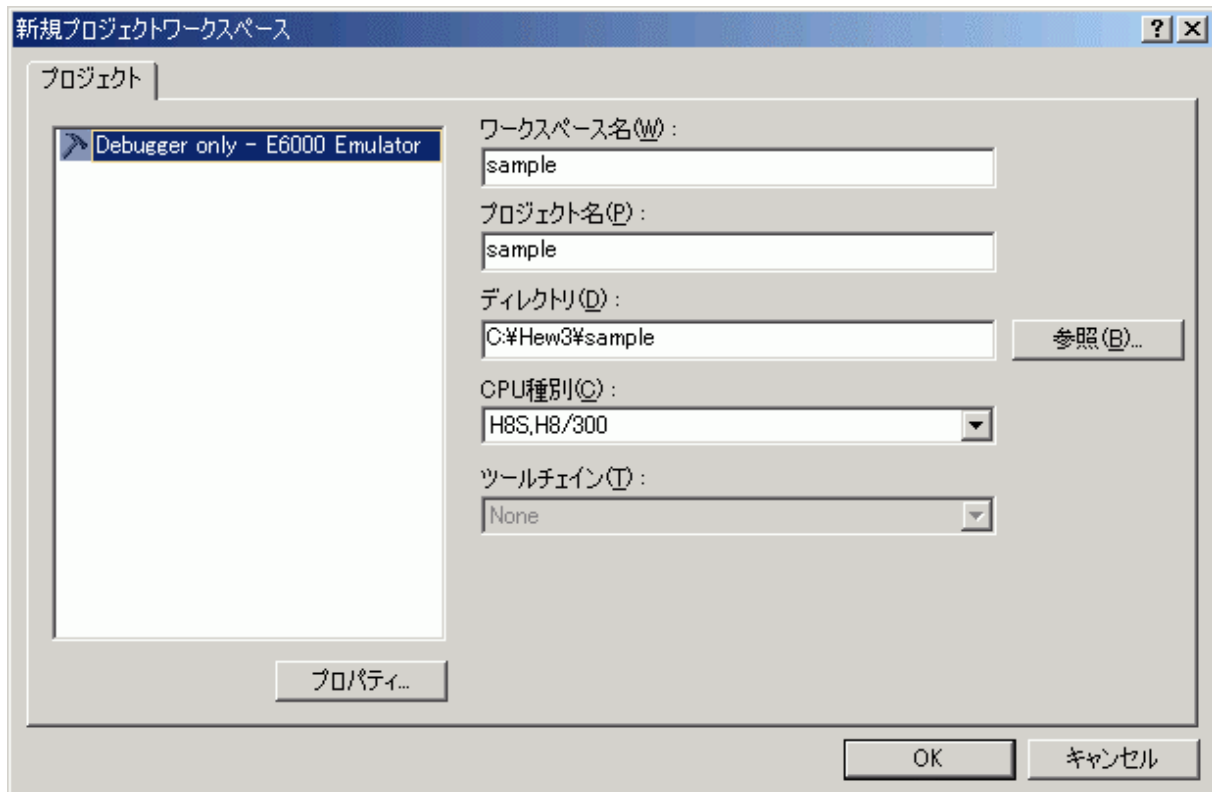 新規プロジェクトワークスペース
プロジェクト
Debugger only - E6000 Emulator
ワークスペース名(W) :
sample
プロジェクト名(P) :
sample
ディレクトリ(D) :
C:¥Hew3¥sample
参照(B)...
CPU種別(C) :
H8S,H8/300
ツールチェイン(T) :
None
プロパティ...
OK
キャンセル